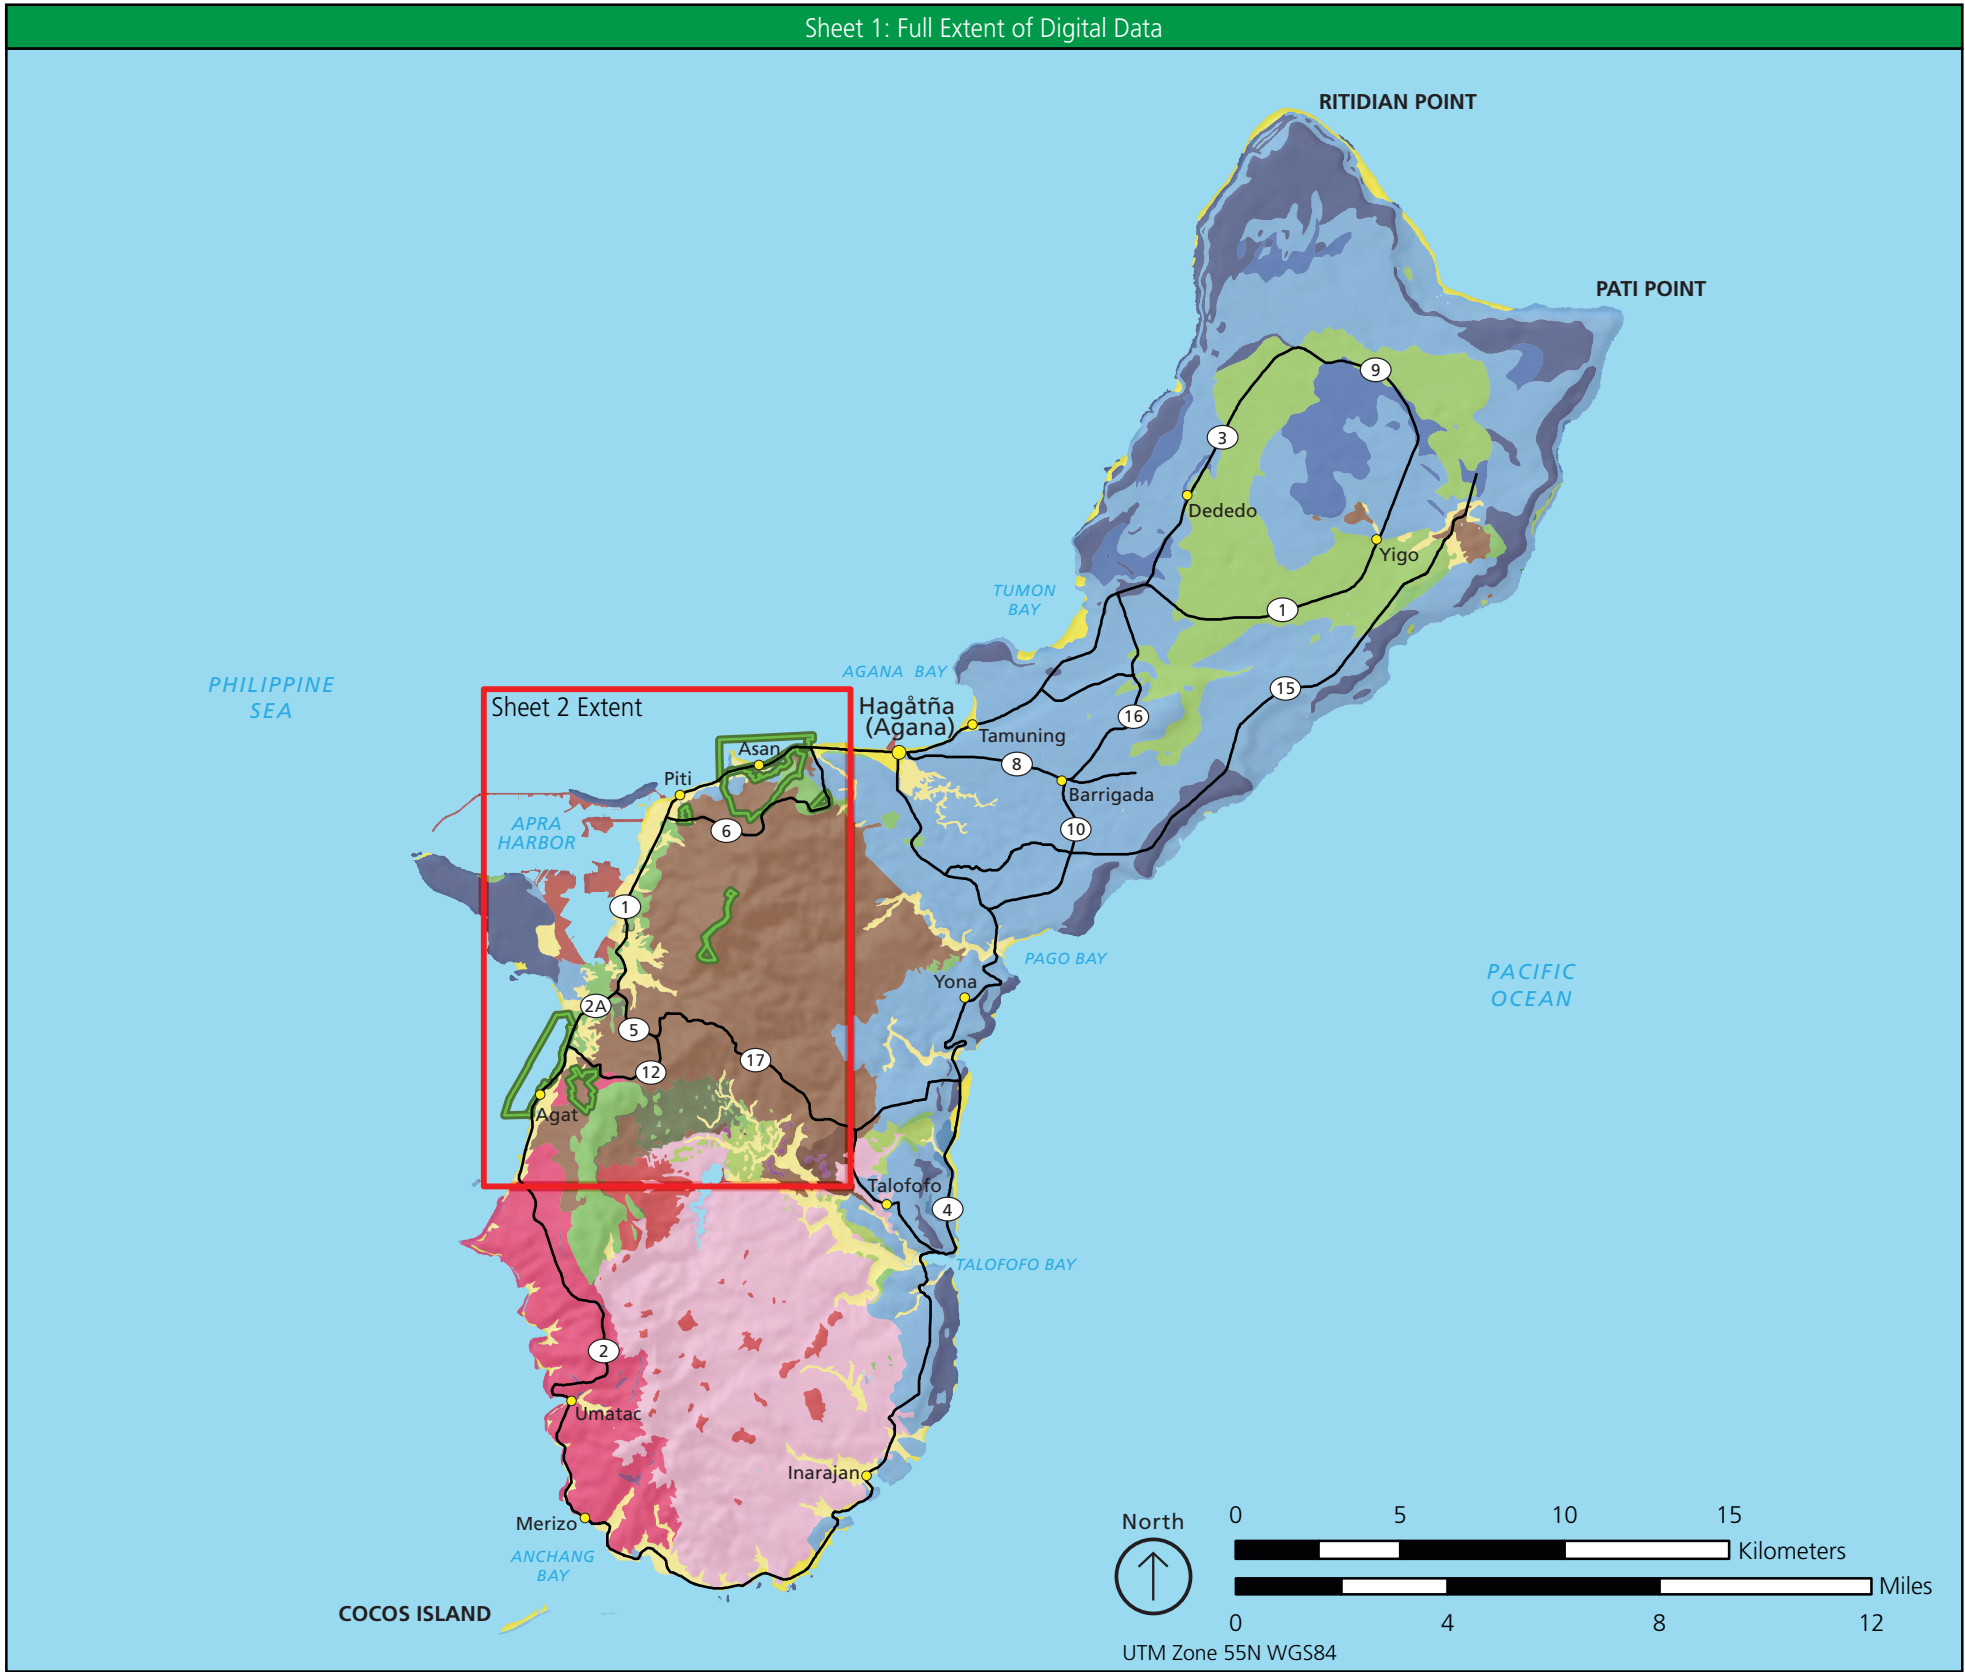 Sheet 1: Full Extent of Digital Data
RITIDIAN POINT
PATI POINT
9
3
Dededo
Yigo
TUMON
BAY
1
AGANA BAY
PHILIPPINE
SEA
Sheet 2 Extent
Hagåtña
(Agana)
15
16
Tamuning
Asan
8
Piti
Barrigada
APRA
HARBOR
6
10
1
PAGO BAY
PACIFIC
OCEAN
Yona
2A
5
17
12
Agat
Talofofo
4
TALOFOFO BAY
2
Umatac
Inarajan
Merizo
ANCHANG
BAY
COCOS ISLAND
North
0 5 10 15
Kilometers
Miles
0 4 8 12
UTM Zone 55N WGS84